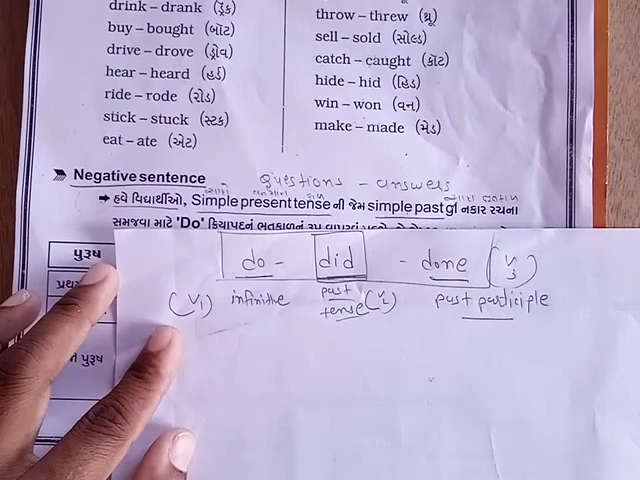 drink – drank (ડ્રૅંક)
buy – bought (બૉટ)
drive – drove (ડ્રોવ)
hear – heard (હર્ડ)
ride – rode (રોડ)
stick – stuck (સ્ટક)
eat – ate (એટ)
throw – threw (થ્રૂ)
sell – sold (સોલ્ડ)
catch – caught (કૉટ)
hide – hid (હિડ)
win – won (વન)
make – made (મેડ)
Negative sentence Questions – answers
સાદો વર્તમાન કાળ
હવે વિદ્યાર્થીઓ, Simple present tense ની જેમ simple past ની નકાર રચના
સમજવા માટે 'Do' ક્રિયાપદનું ભૂતકાળનું રૂપ
પુરુષ
do – did – done (V3)
(V1) infinitive past tense (V2) past participle
પુરુષ